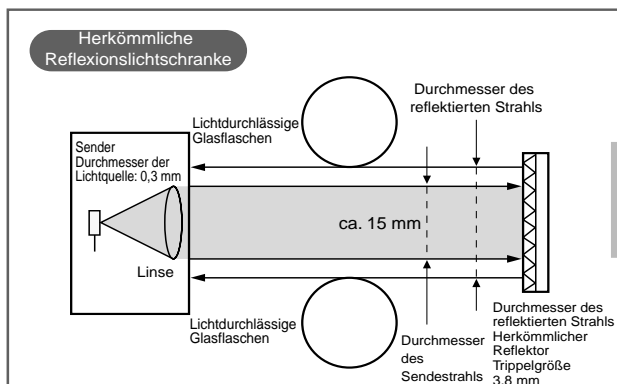 Herkömmliche
Reflexionslichtschranke
Durchmesser des
reflektierten Strahls
Lichtdurchlässige
Glasflaschen
Sender
Durchmesser der
Lichtquelle: 0,3 mm
ca. 15 mm
Linse
Lichtdurchlässige
Glasflaschen
Durchmesser
des
Sendestrahls
Durchmesser des
reflektierten Strahls
Herkömmlicher
Reflektor
Trippelgröße
3,8 mm